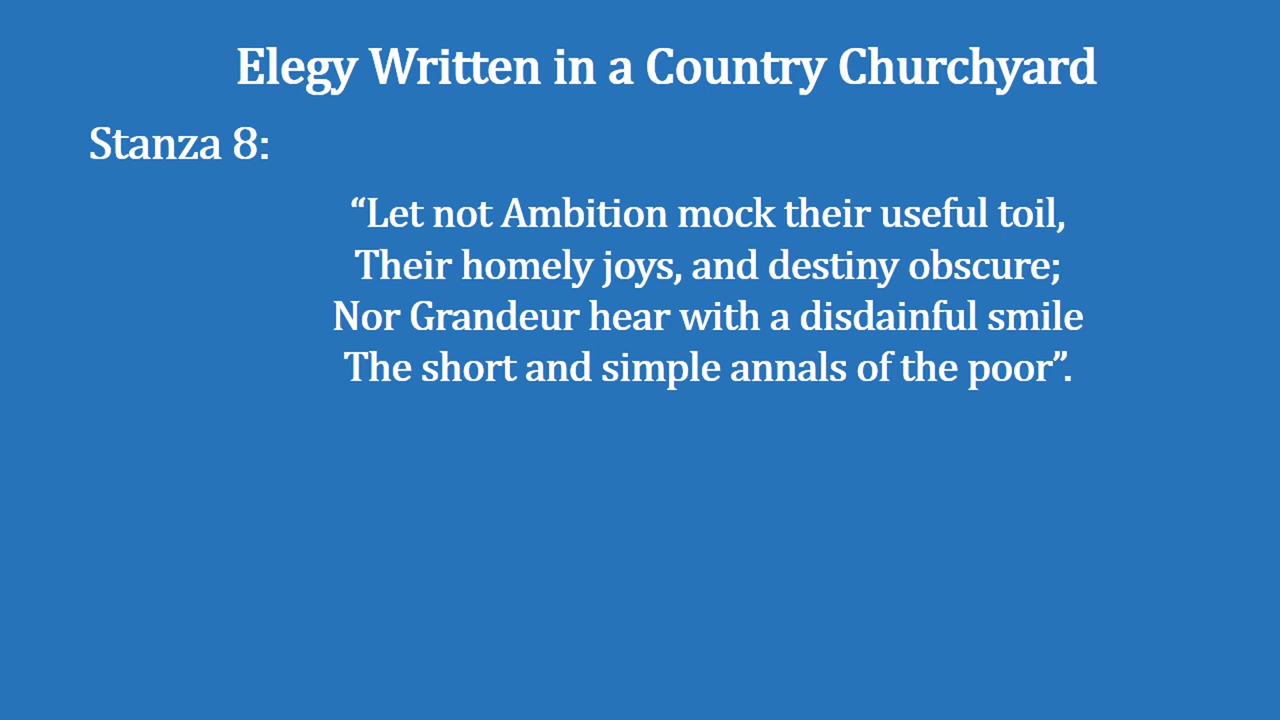 Elegy Written in a Country Churchyard
Stanza 8:
“Let not Ambition mock their useful toil,
Their homely joys, and destiny obscure;
Nor Grandeur hear with a disdainful smile
The short and simple annals of the poor”.